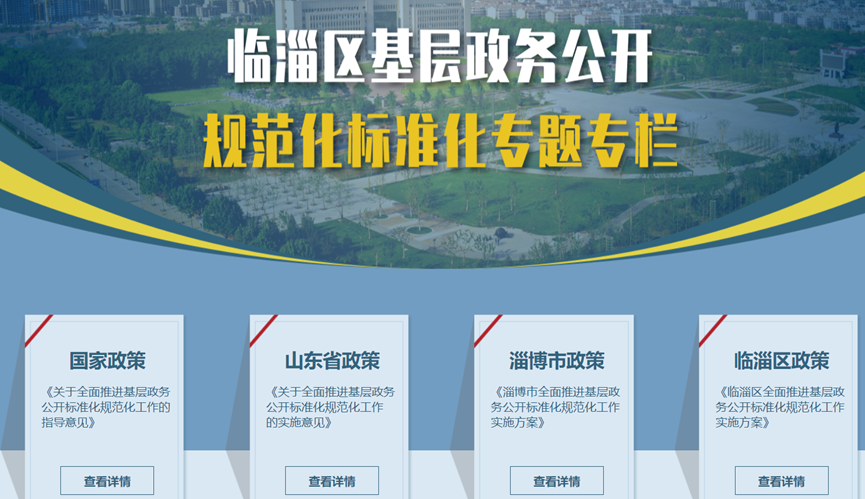 临淄区基层政务公开
规范化标准化专题专栏
国家政策
《关于全面推进基层政务
公开标准化规范化工作的
指导意见》
查看详情
山东省政策
《关于全面推进基层政务
公开标准化规范化工作
的实施意见》
查看详情
淄博市政策
《淄博市全面推进基层政
务公开标准化规范化工作
实施方案》
查看详情
临淄区政策
《临淄区全面推进基层政
务公开标准化规范化工作
实施方案》
查看详情